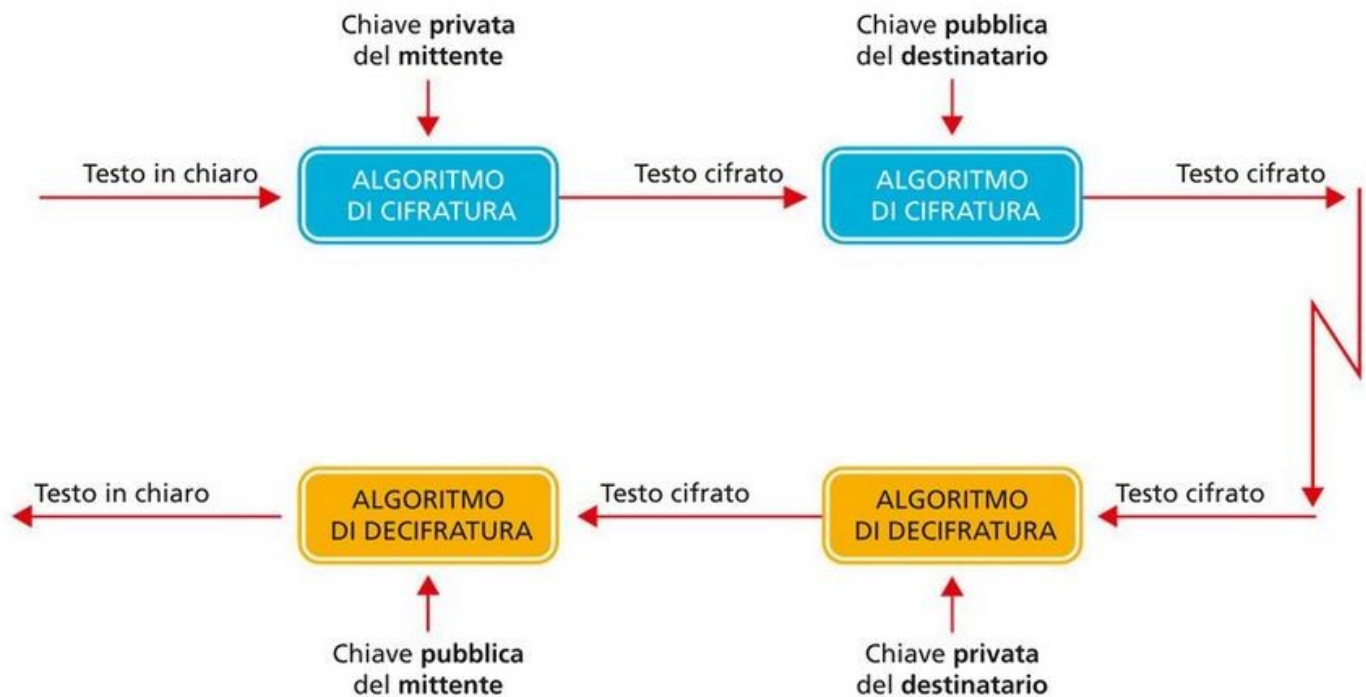 Chiave privata
del mittente
Chiave pubblica
del destinatario
Testo in chiaro
ALGORITMO
DI CIFRATURA
Testo cifrato
ALGORITMO
DI CIFRATURA
Testo cifrato
Testo in chiaro
ALGORITMO
DI DECIFRATURA
Testo cifrato
ALGORITMO
DI DECIFRATURA
Testo cifrato
Chiave pubblica
del mittente
Chiave privata
del destinatario